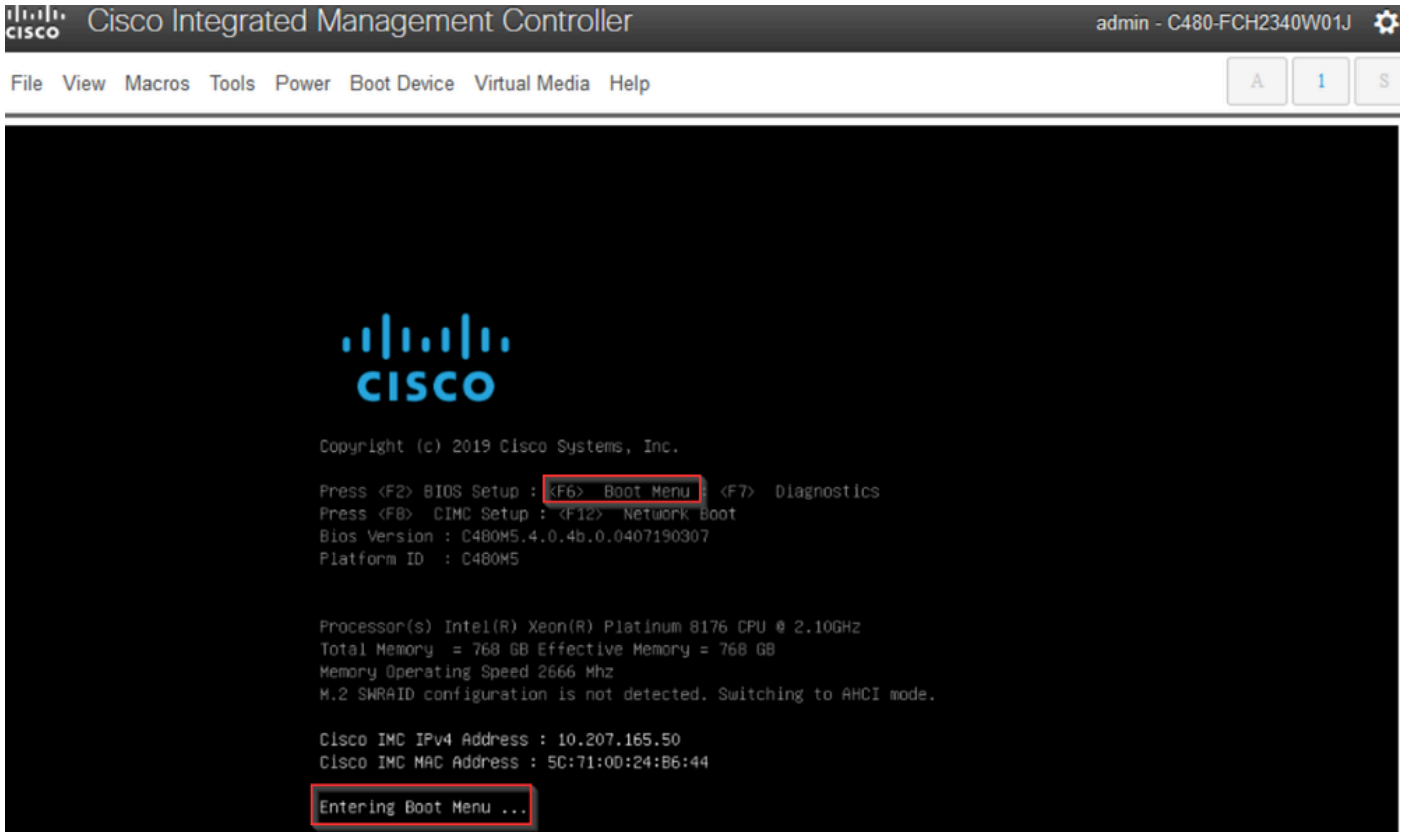 cisco Cisco Integrated Management Controller admin - C480-FCH2340W01J
File View Macros Tools Power Boot Device Virtual Media Help A 1 S
CISCO
Copyright (c) 2019 Cisco Systems, Inc.
Press <F2> BIOS Setup : <F6> Boot Menu : <F7> Diagnostics
Press <F8> CIMC Setup : <F12> Network Boot
Bios Version : C480M5.4.0.4b.0.0407190307
Platform ID : C480M5
Processor(s) Intel(R) Xeon(R) Platinum 8176 CPU @ 2.10GHz
Total Memory = 768 GB Effective Memory = 768 GB
Memory Operating Speed 2666 Mhz
M.2 SWRAID configuration is not detected. Switching to AHCI mode.
Cisco IMC IPv4 Address : 10.207.165.50
Cisco IMC MAC Address : 5C:71:0D:24:B6:44
Entering Boot Menu ...